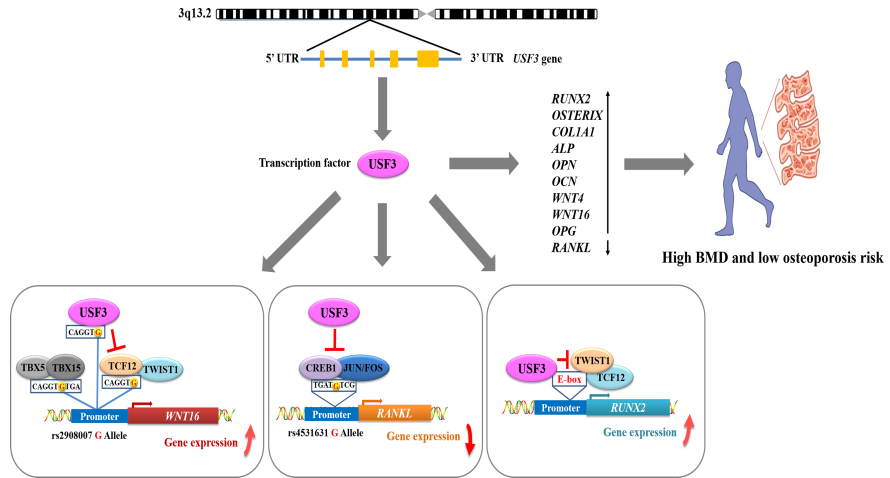 3q13.2
5' UTR
3' UTR
USF3 gene
Transcription factor
USF3
RUNX2
OSTERIX
COL1A1
ALP
OPN
OCN
WNT4
WNT16
OPG
RANKL
High BMD and low osteoporosis risk
USF3
CAGGTG
TBX5
TBX15
TCF12
TWIST1
CAGGTGTGA
CAGGTG
Promoter
WNT16
rs2908007 G Allele
Gene expression
USF3
CREB1
JUN/FOS
TGATGTCG
Promoter
RANKL
rs4531631 G Allele
Gene expression
USF3
TWIST1
E-box
TCF12
Promoter
RUNX2
Gene expression